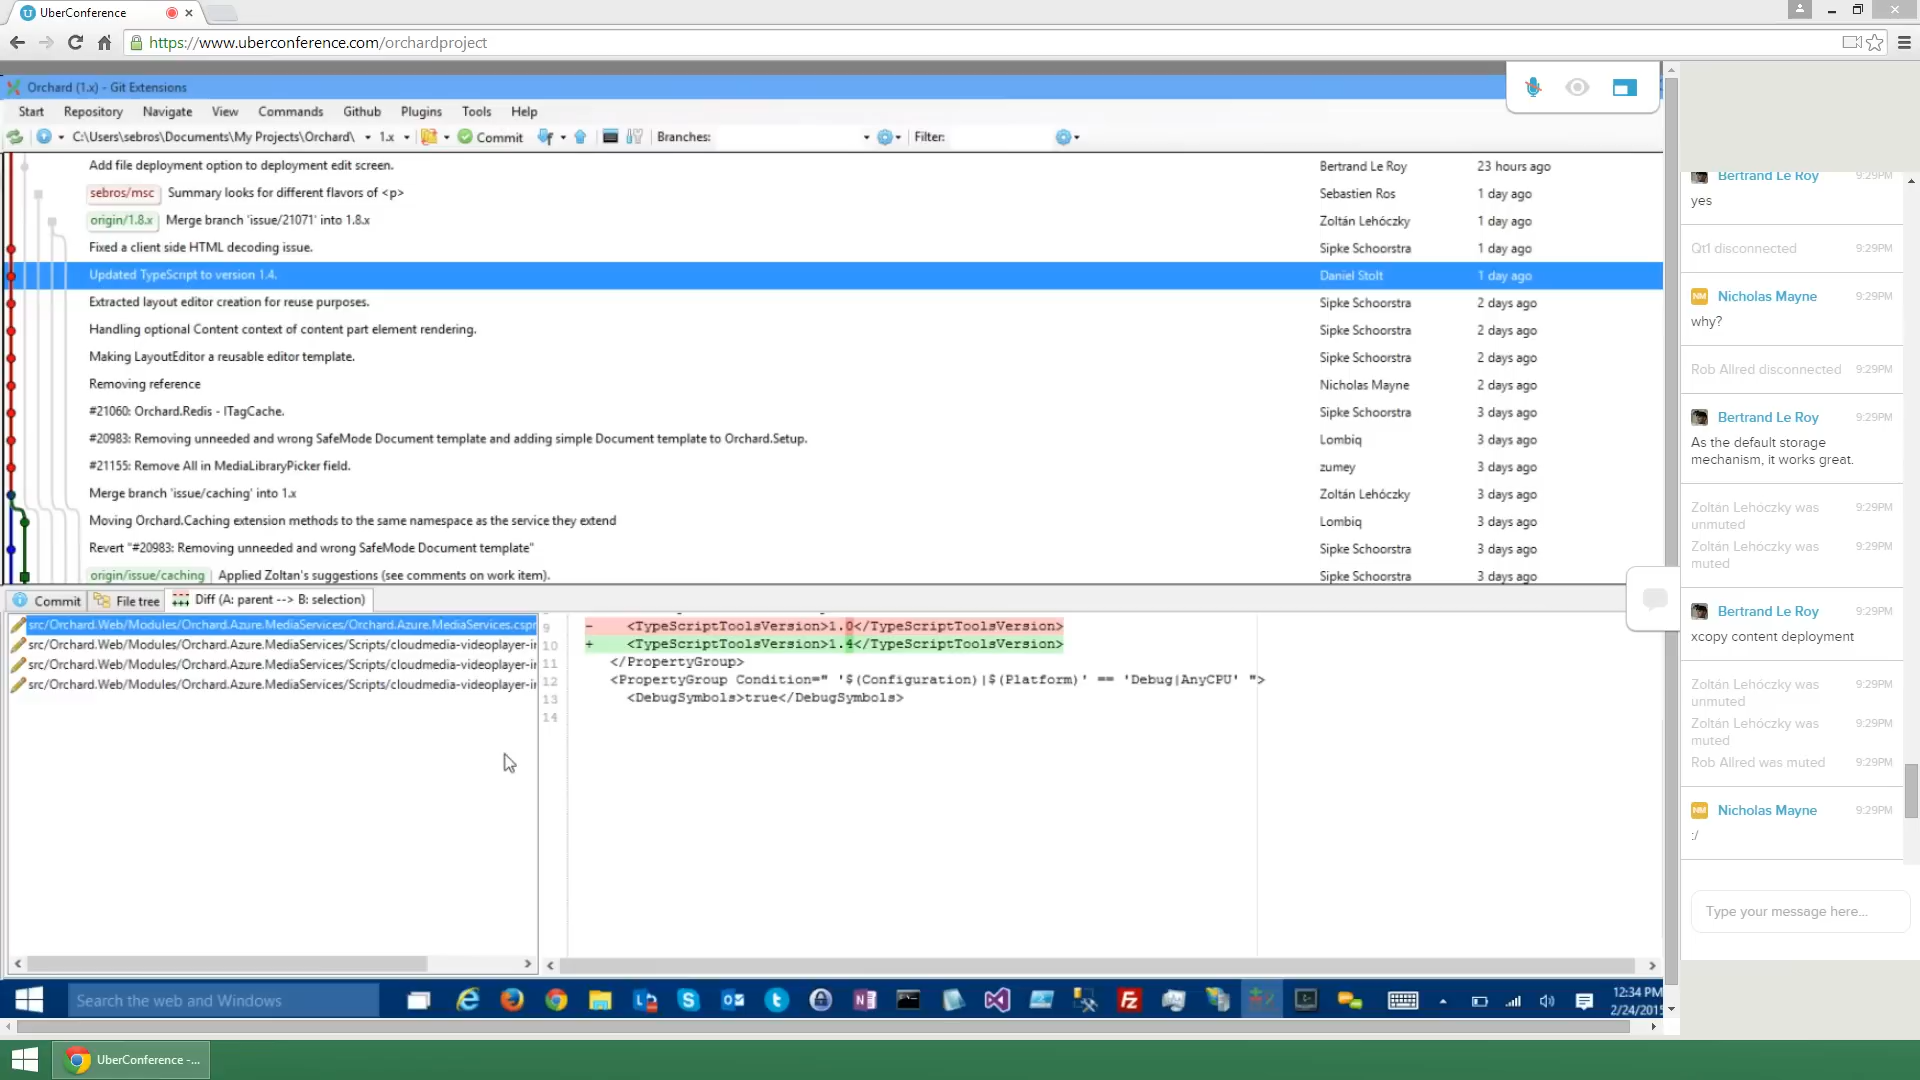 UberConference
https://www.uberconference.com/orchardproject
Orchard (1.x) - Git Extensions
Start Repository Navigate View Commands Github Plugins Tools Help
C:\Users\sebros\Documents\My Projects\Orchard\ 1.x Commit Branches: Filter:
Add file deployment option to deployment edit screen. Bertrand Le Roy 23 hours ago
sebros/msc Summary looks for different flavors of <p> Sebastien Ros 1 day ago
origin/1.8.x Merge branch 'issue/21071' into 1.8.x Zoltán Lehóczky 1 day ago
Fixed a client side HTML decoding issue. Sipke Schoorstra 1 day ago
Updated TypeScript to version 1.4. Daniel Stolt 1 day ago
Extracted layout editor creation for reuse purposes. Sipke Schoorstra 2 days ago
Handling optional Content context of content part element rendering. Sipke Schoorstra 2 days ago
Making LayoutEditor a reusable editor template. Sipke Schoorstra 2 days ago
Removing reference Nicholas Mayne 2 days ago
#21060: Orchard.Redis - ITagCache. Sipke Schoorstra 3 days ago
#20983: Removing unneeded and wrong SafeMode Document template and adding simple Document template to Orchard.Setup. Lombiq 3 days ago
#21155: Remove All in MediaLibraryPicker field. zumey 3 days ago
Merge branch 'issue/caching' into 1.x Zoltán Lehóczky 3 days ago
Moving Orchard.Caching extension methods to the same namespace as the service they extend Lombiq 3 days ago
Revert "#20983: Removing unneeded and wrong SafeMode Document template" Sipke Schoorstra 3 days ago
origin/issue/caching Applied Zoltan's suggestions (see comments on work item). Sipke Schoorstra 3 days ago
Commit File tree Diff (A: parent --> B: selection)
src/Orchard.Web/Modules/Orchard.Azure.MediaServices/Orchard.Azure.MediaServices.cspr
src/Orchard.Web/Modules/Orchard.Azure.MediaServices/Scripts/cloudmedia-videoplayer-ir
src/Orchard.Web/Modules/Orchard.Azure.MediaServices/Scripts/cloudmedia-videoplayer-ir
src/Orchard.Web/Modules/Orchard.Azure.MediaServices/Scripts/cloudmedia-videoplayer-ir
9 - <TypeScriptToolsVersion>1.0</TypeScriptToolsVersion>
10 + <TypeScriptToolsVersion>1.4</TypeScriptToolsVersion>
11 </PropertyGroup>
12 <PropertyGroup Condition=" '$(Configuration)|$(Platform)' == 'Debug|AnyCPU' ">
13 <DebugSymbols>true</DebugSymbols>
14
Bertrand Le Roy 9:29PM
yes
Qt1 disconnected 9:29PM
NM Nicholas Mayne 9:29PM
why?
Rob Allred disconnected 9:29PM
Bertrand Le Roy 9:29PM
As the default storage
mechanism, it works great.
Zoltán Lehóczky was 9:29PM
unmuted
Zoltán Lehóczky was 9:29PM
muted
Bertrand Le Roy 9:29PM
xcopy content deployment
Zoltán Lehóczky was 9:29PM
unmuted
Zoltán Lehóczky was 9:29PM
muted
Rob Allred was muted 9:29PM
NM Nicholas Mayne 9:29PM
:/
Type your message here...
Search the web and Windows
12:34 PM
2/24/2015
UberConference -...